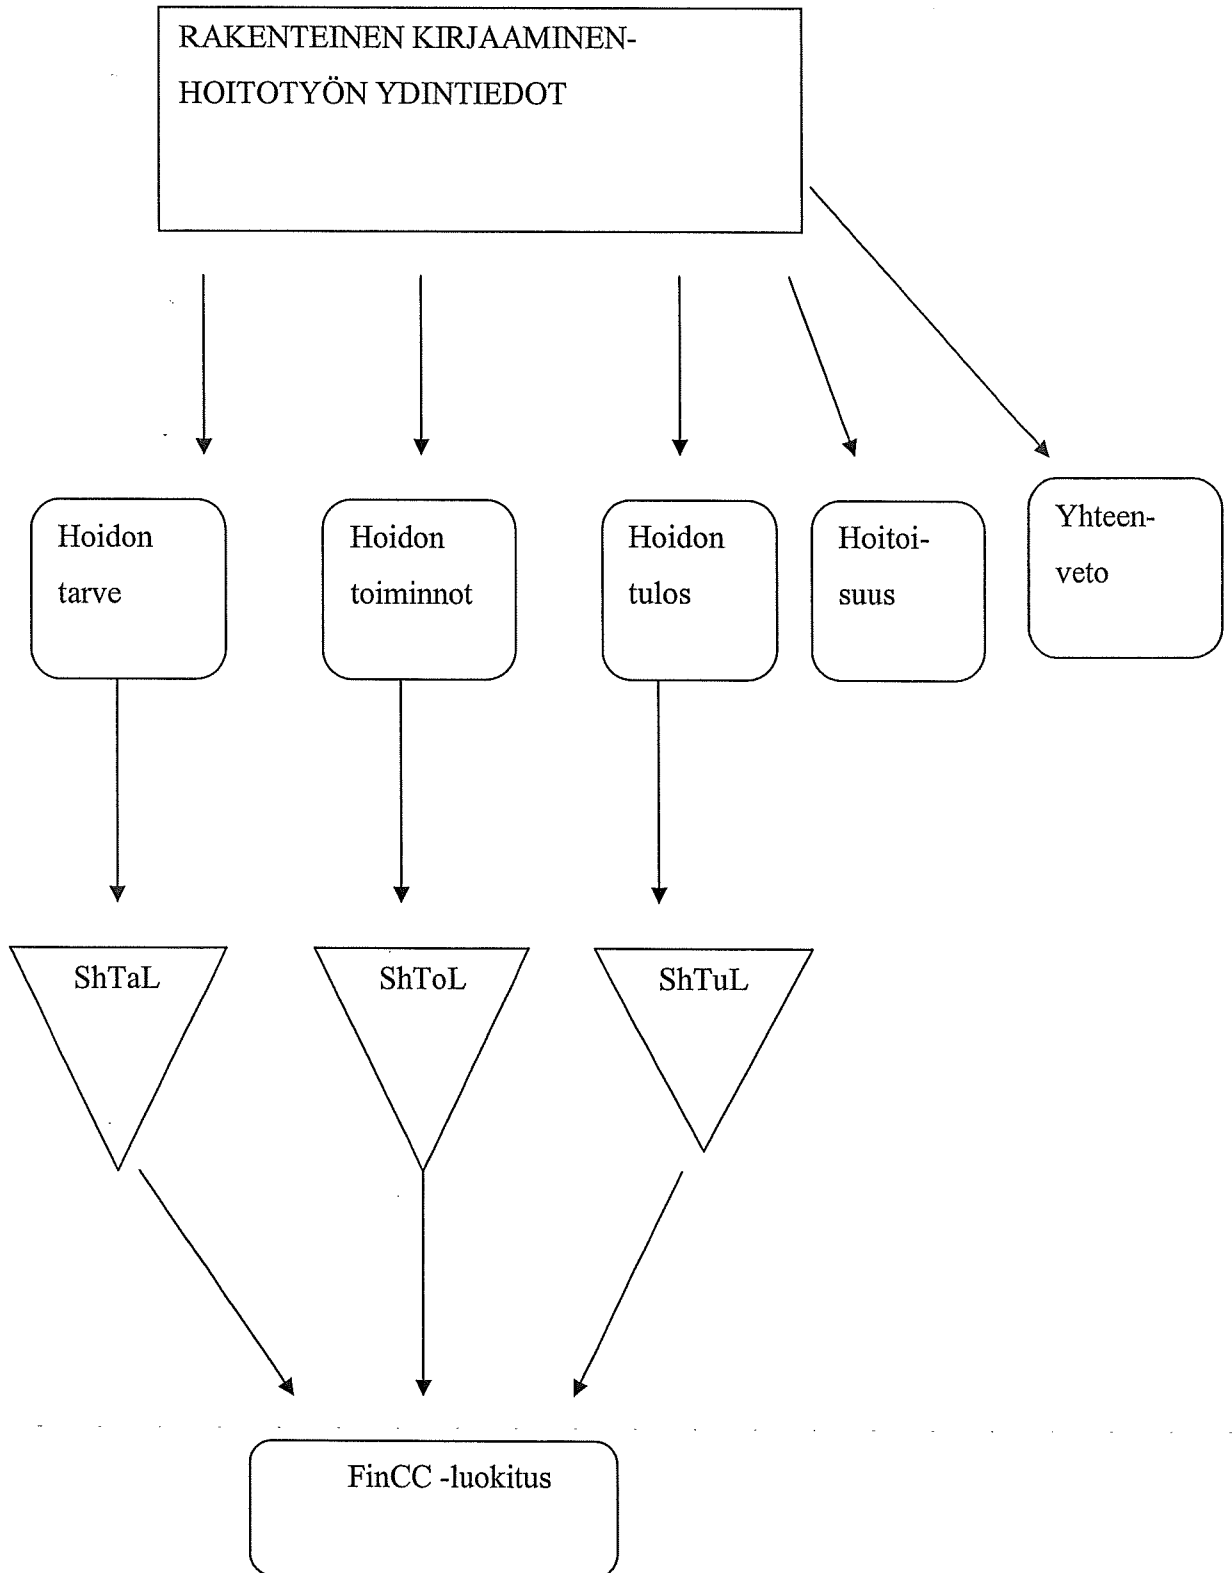 RAKENTEINEN KIRJAAMINEN-
HOITOTYÖN YDINTIEDOT
Hoidon
tarve
Hoidon
toiminnot
Hoidon
tulos
Hoitoi-
suus
Yhteen-
veto
ShTaL
ShToL
ShTuL
FinCC -luokitus